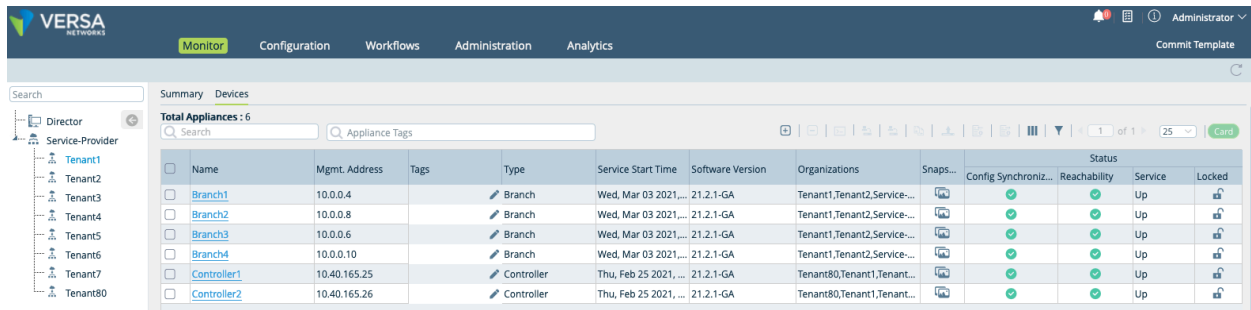 VERSA
NETWORKS
0
Administrator
Monitor Configuration Workflows Administration Analytics Commit Template
Search
Director
Service-Provider
Tenant1
Tenant2
Tenant3
Tenant4
Tenant5
Tenant6
Tenant7
Tenant80
Summary Devices
Total Appliances : 6
Search Appliance Tags 1 of 1 25 Card
Name Mgmt. Address Tags Type Service Start Time Software Version Organizations Snaps... Status
Config Synchroniz... Reachability Service Locked
Branch1 10.0.0.4 Branch Wed, Mar 03 2021,... 21.2.1-GA Tenant1,Tenant2,Service-... Up
Branch2 10.0.0.8 Branch Wed, Mar 03 2021,... 21.2.1-GA Tenant1,Tenant2,Service-... Up
Branch3 10.0.0.6 Branch Wed, Mar 03 2021,... 21.2.1-GA Tenant1,Tenant2,Service-... Up
Branch4 10.0.0.10 Branch Wed, Mar 03 2021,... 21.2.1-GA Tenant1,Tenant2,Service-... Up
Controller1 10.40.165.25 Controller Thu, Feb 25 2021, ... 21.2.1-GA Tenant80,Tenant1,Tenant... Up
Controller2 10.40.165.26 Controller Thu, Feb 25 2021, ... 21.2.1-GA Tenant80,Tenant1,Tenant... Up